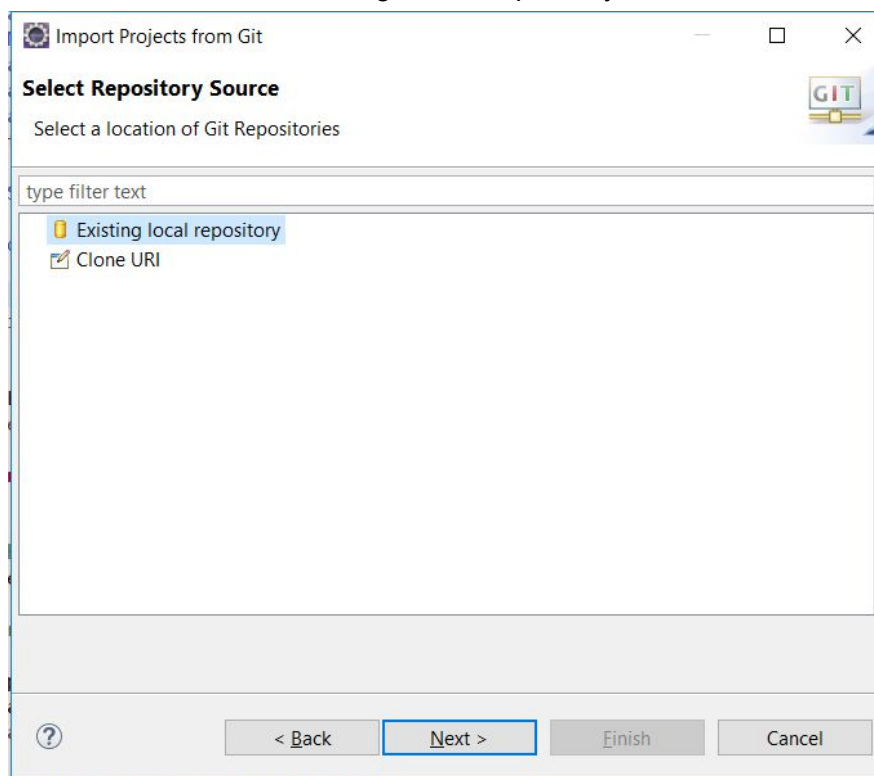 Import Projects from Git
Select Repository Source
GIT
Select a location of Git Repositories
type filter text
Existing local repository
Clone URI
< Back
Next >
Finish
Cancel